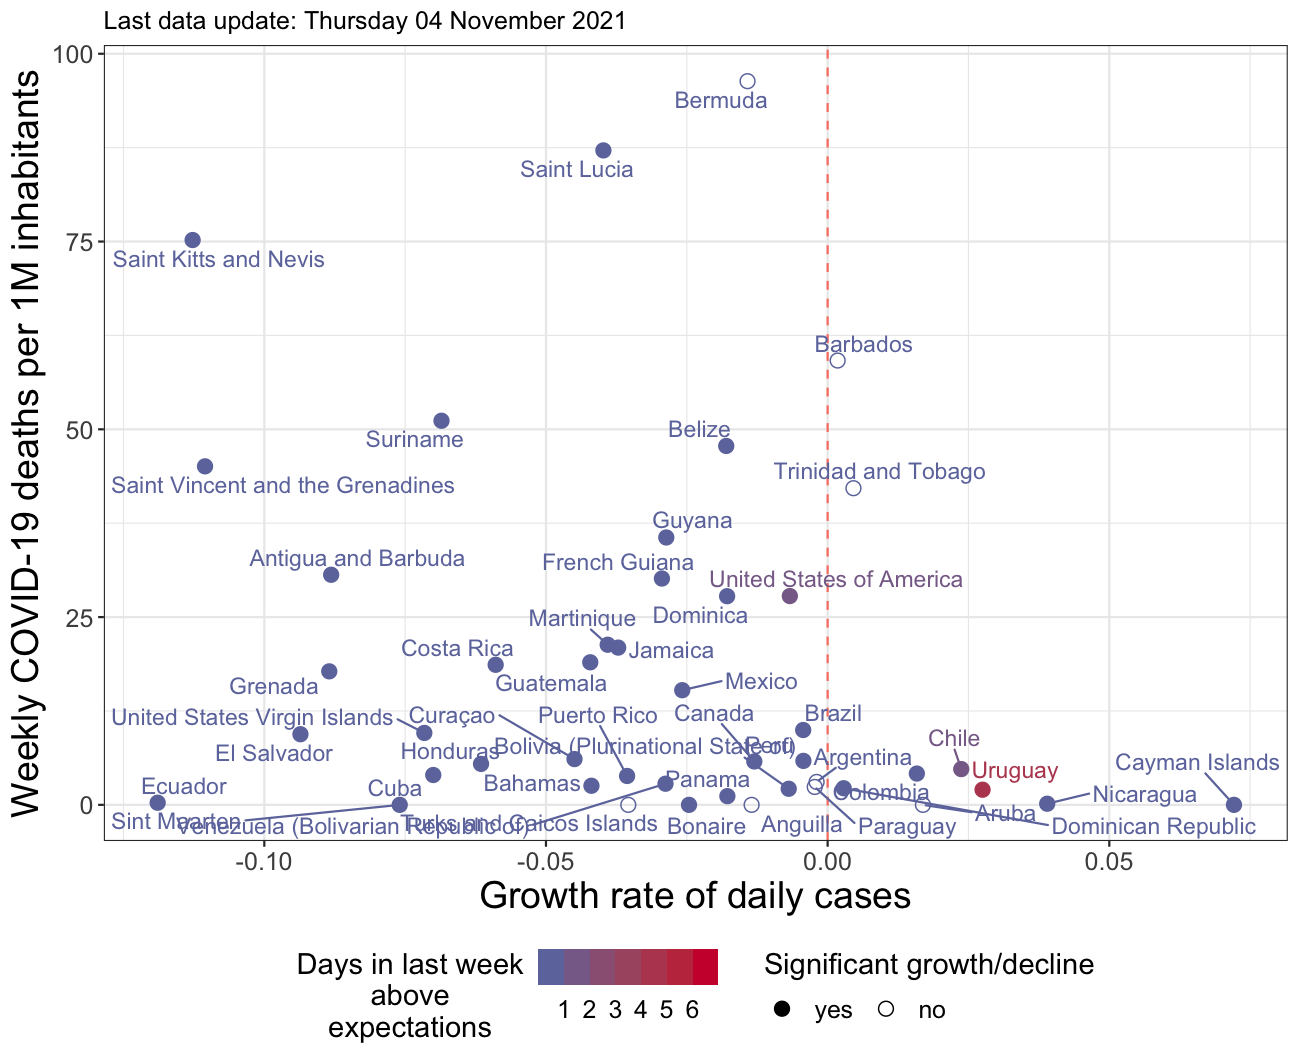 Last data update: Thursday 04 November 2021
100
75
50
25
0
Weekly COVID-19 deaths per 1M inhabitants
Bermuda
Saint Lucia
Saint Kitts and Nevis
Barbados
Suriname
Belize
Saint Vincent and the Grenadines
Trinidad and Tobago
Guyana
Antigua and Barbuda
French Guiana
United States of America
Dominica
Martinique
Costa Rica
Jamaica
Guatemala
Grenada
Mexico
United States Virgin Islands
Curaçao
Puerto Rico
Canada
Brazil
El Salvador
Honduras
Bolivia (Plurinational State of)
Perú
Argentina
Chile
Uruguay
Cayman Islands
Ecuador
Cuba
Bahamas
Panama
Colombia
Nicaragua
Aruba
Sint Maarten
Venezuela (Bolivarian Republic of)
Turks and Caicos Islands
Bonaire
Anguilla
Paraguay
Dominican Republic
-0.10
-0.05
0.00
0.05
Growth rate of daily cases
Days in last week
above
expectations
1 2 3 4 5 6
Significant growth/decline
yes
no